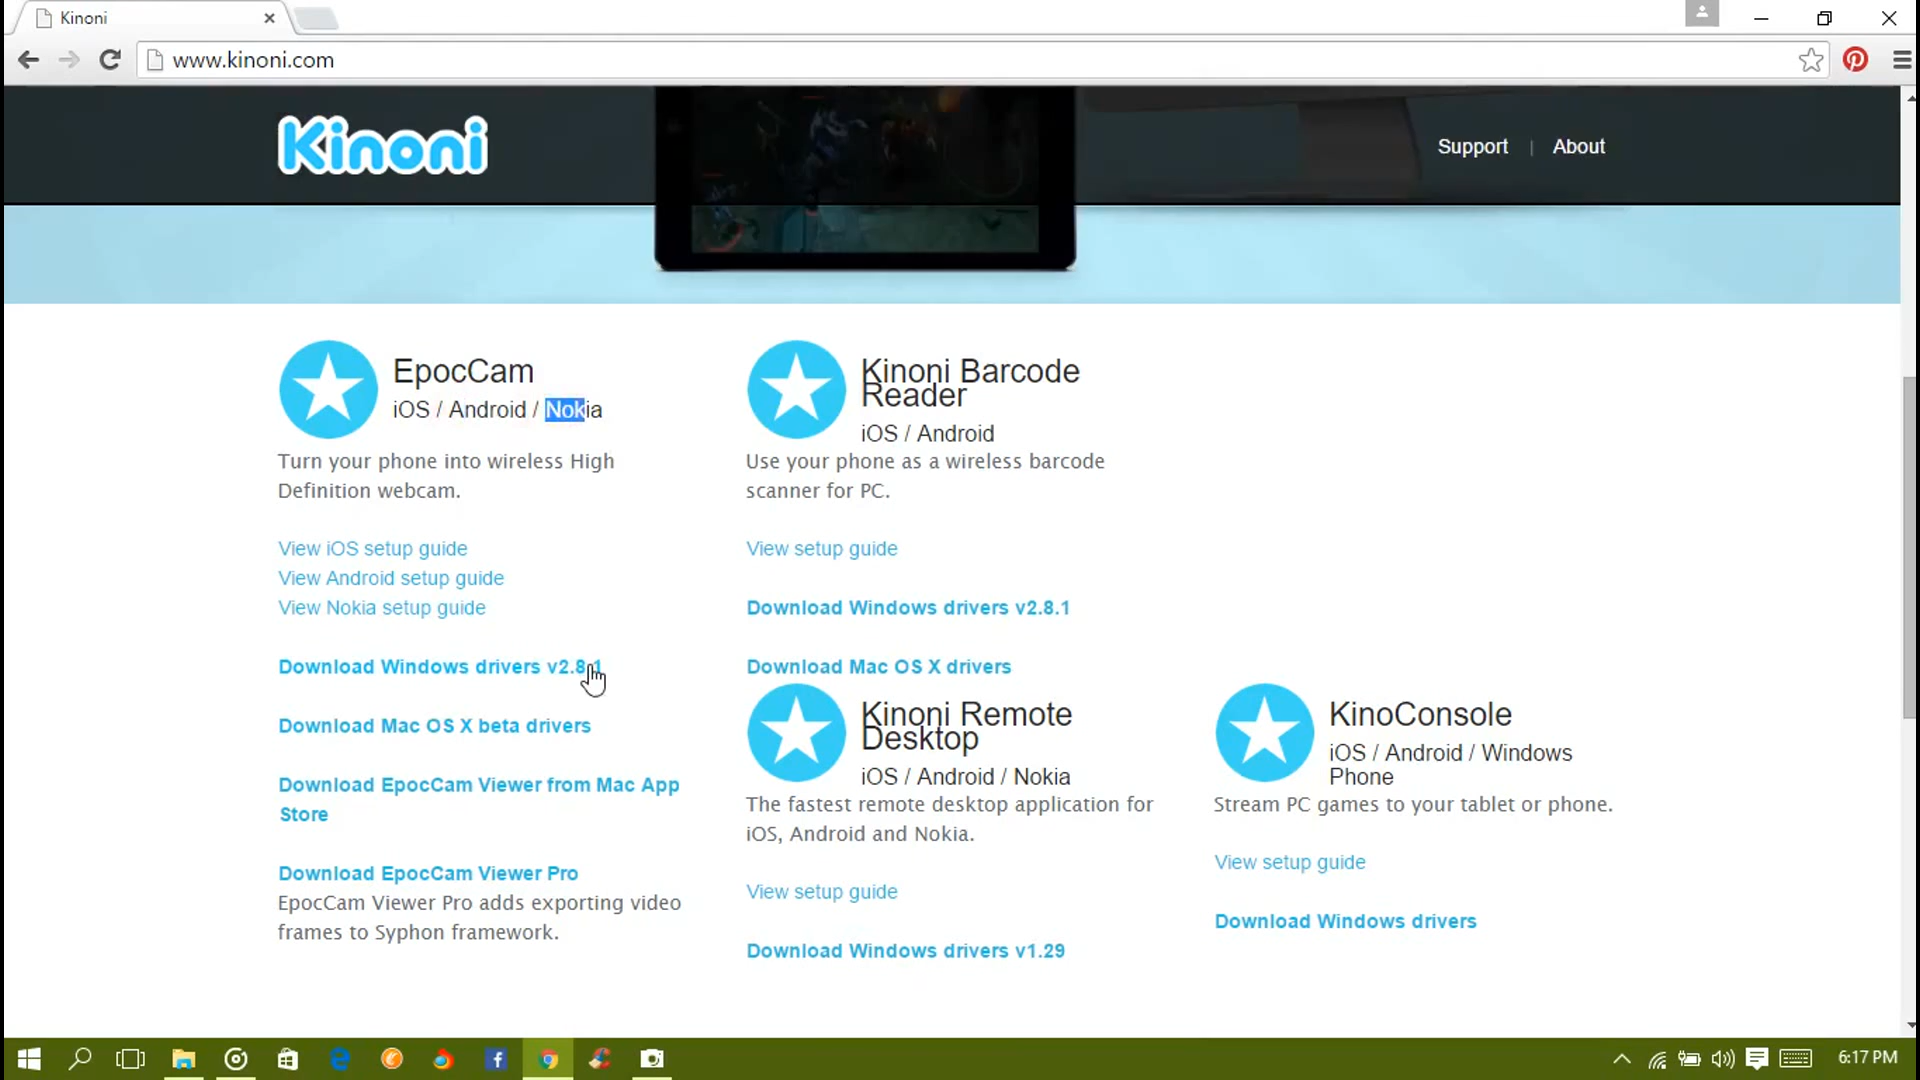 Kinoni
www.kinoni.com
Kinoni
Support | About
EpocCam
iOS / Android / Nokia
Turn your phone into wireless High
Definition webcam.
View iOS setup guide
View Android setup guide
View Nokia setup guide
Download Windows drivers v2.8.1
Download Mac OS X beta drivers
Download EpocCam Viewer from Mac App
Store
Download EpocCam Viewer Pro
EpocCam Viewer Pro adds exporting video
frames to Syphon framework.
Kinoni Barcode
Reader
iOS / Android
Use your phone as a wireless barcode
scanner for PC.
View setup guide
Download Windows drivers v2.8.1
Download Mac OS X drivers
Kinoni Remote
Desktop
iOS / Android / Nokia
The fastest remote desktop application for
iOS, Android and Nokia.
View setup guide
Download Windows drivers v1.29
KinoConsole
iOS / Android / Windows
Phone
Stream PC games to your tablet or phone.
View setup guide
Download Windows drivers
6:17 PM